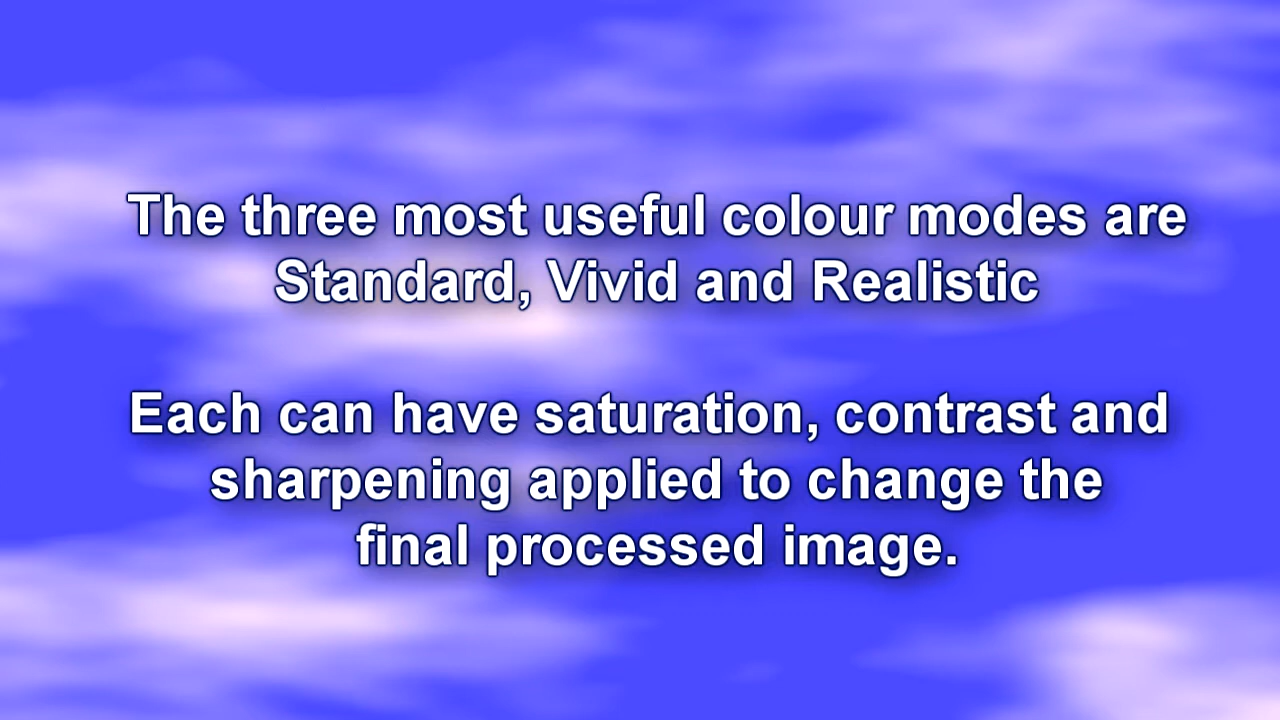 The three most useful colour modes are
Standard, Vivid and Realistic
Each can have saturation, contrast and
sharpening applied to change the
final processed image.